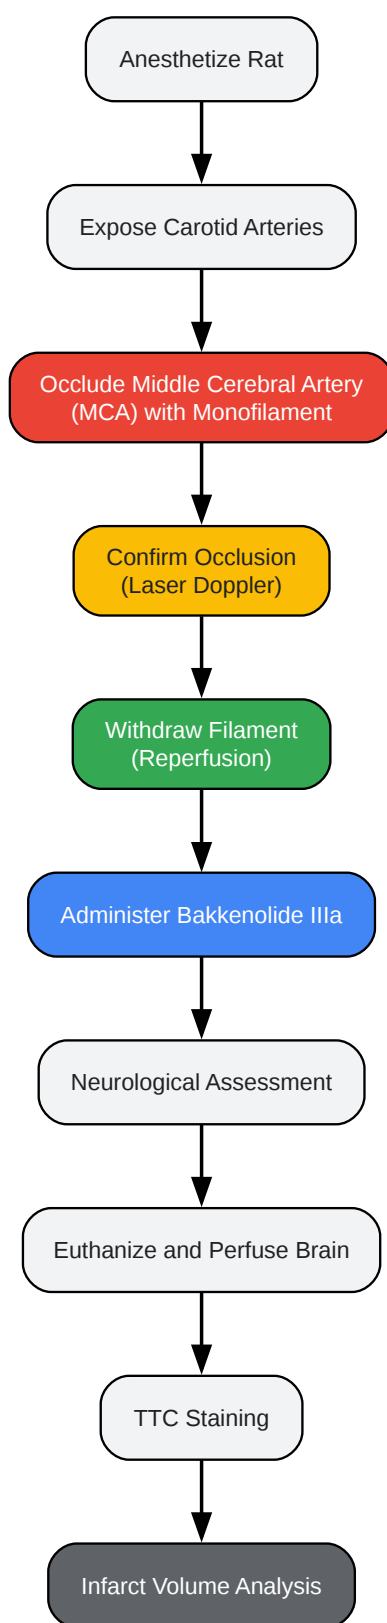 Anesthetize Rat
Expose Carotid Arteries
Occlude Middle Cerebral Artery
(MCA) with Monofilament
Confirm Occlusion
(Laser Doppler)
Withdraw Filament
(Reperfusion)
Administer Bakkenolide IIIa
Neurological Assessment
Euthanize and Perfuse Brain
TTC Staining
Infarct Volume Analysis